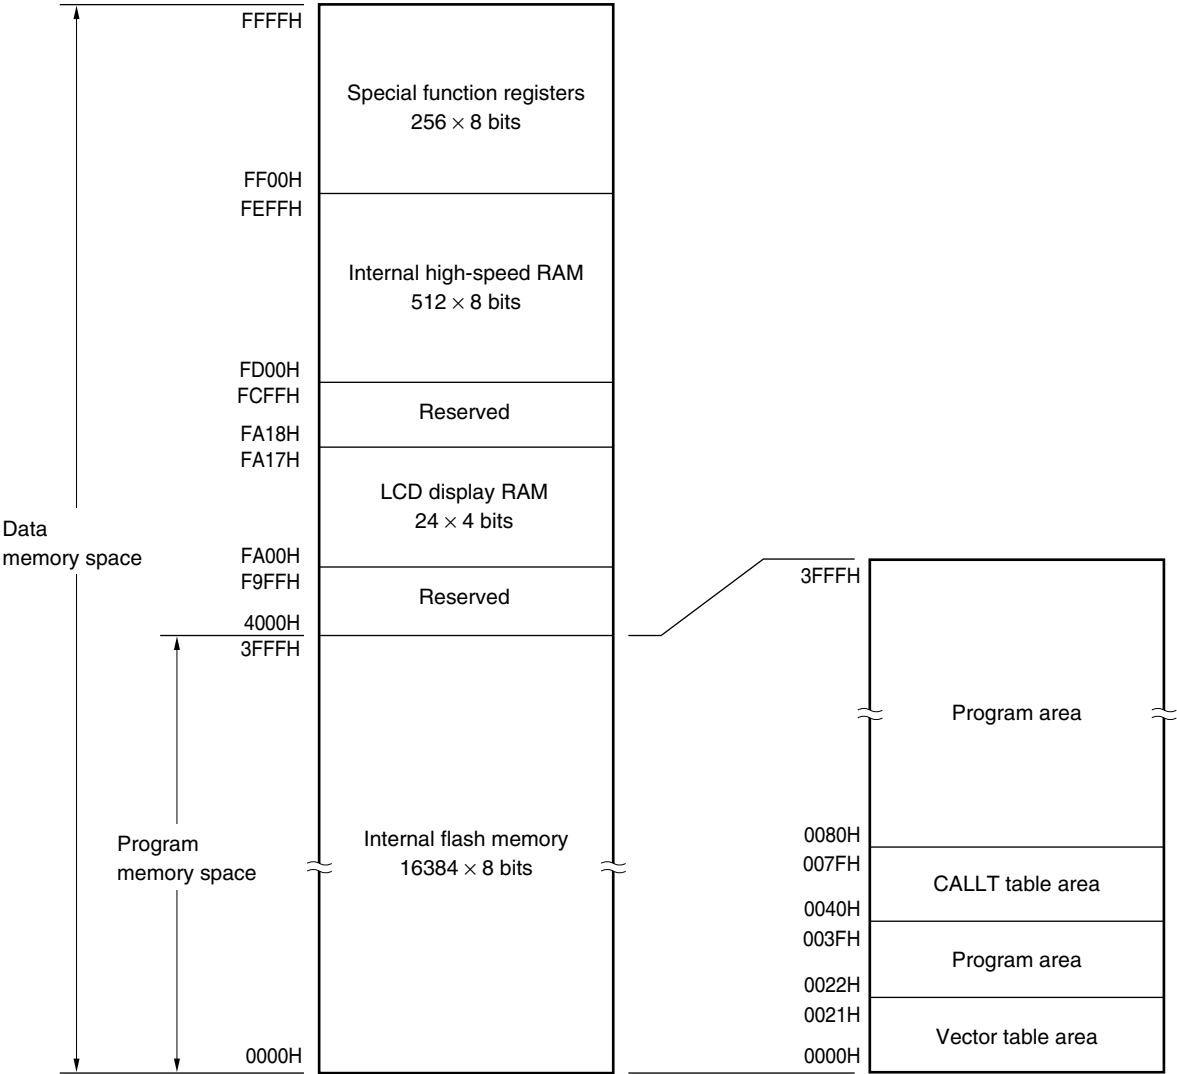 FFFFH
Special function registers
256 × 8 bits
FF00H
FEFFH
Internal high-speed RAM
512 × 8 bits
FD00H
FCFFH
Reserved
FA18H
FA17H
LCD display RAM
24 × 4 bits
Data
memory space
FA00H
F9FFH
Reserved
4000H
3FFFH
Program
memory space
Internal flash memory
16384 × 8 bits
0000H
3FFFH
Program area
0080H
007FH
CALLT table area
0040H
003FH
Program area
0022H
0021H
Vector table area
0000H